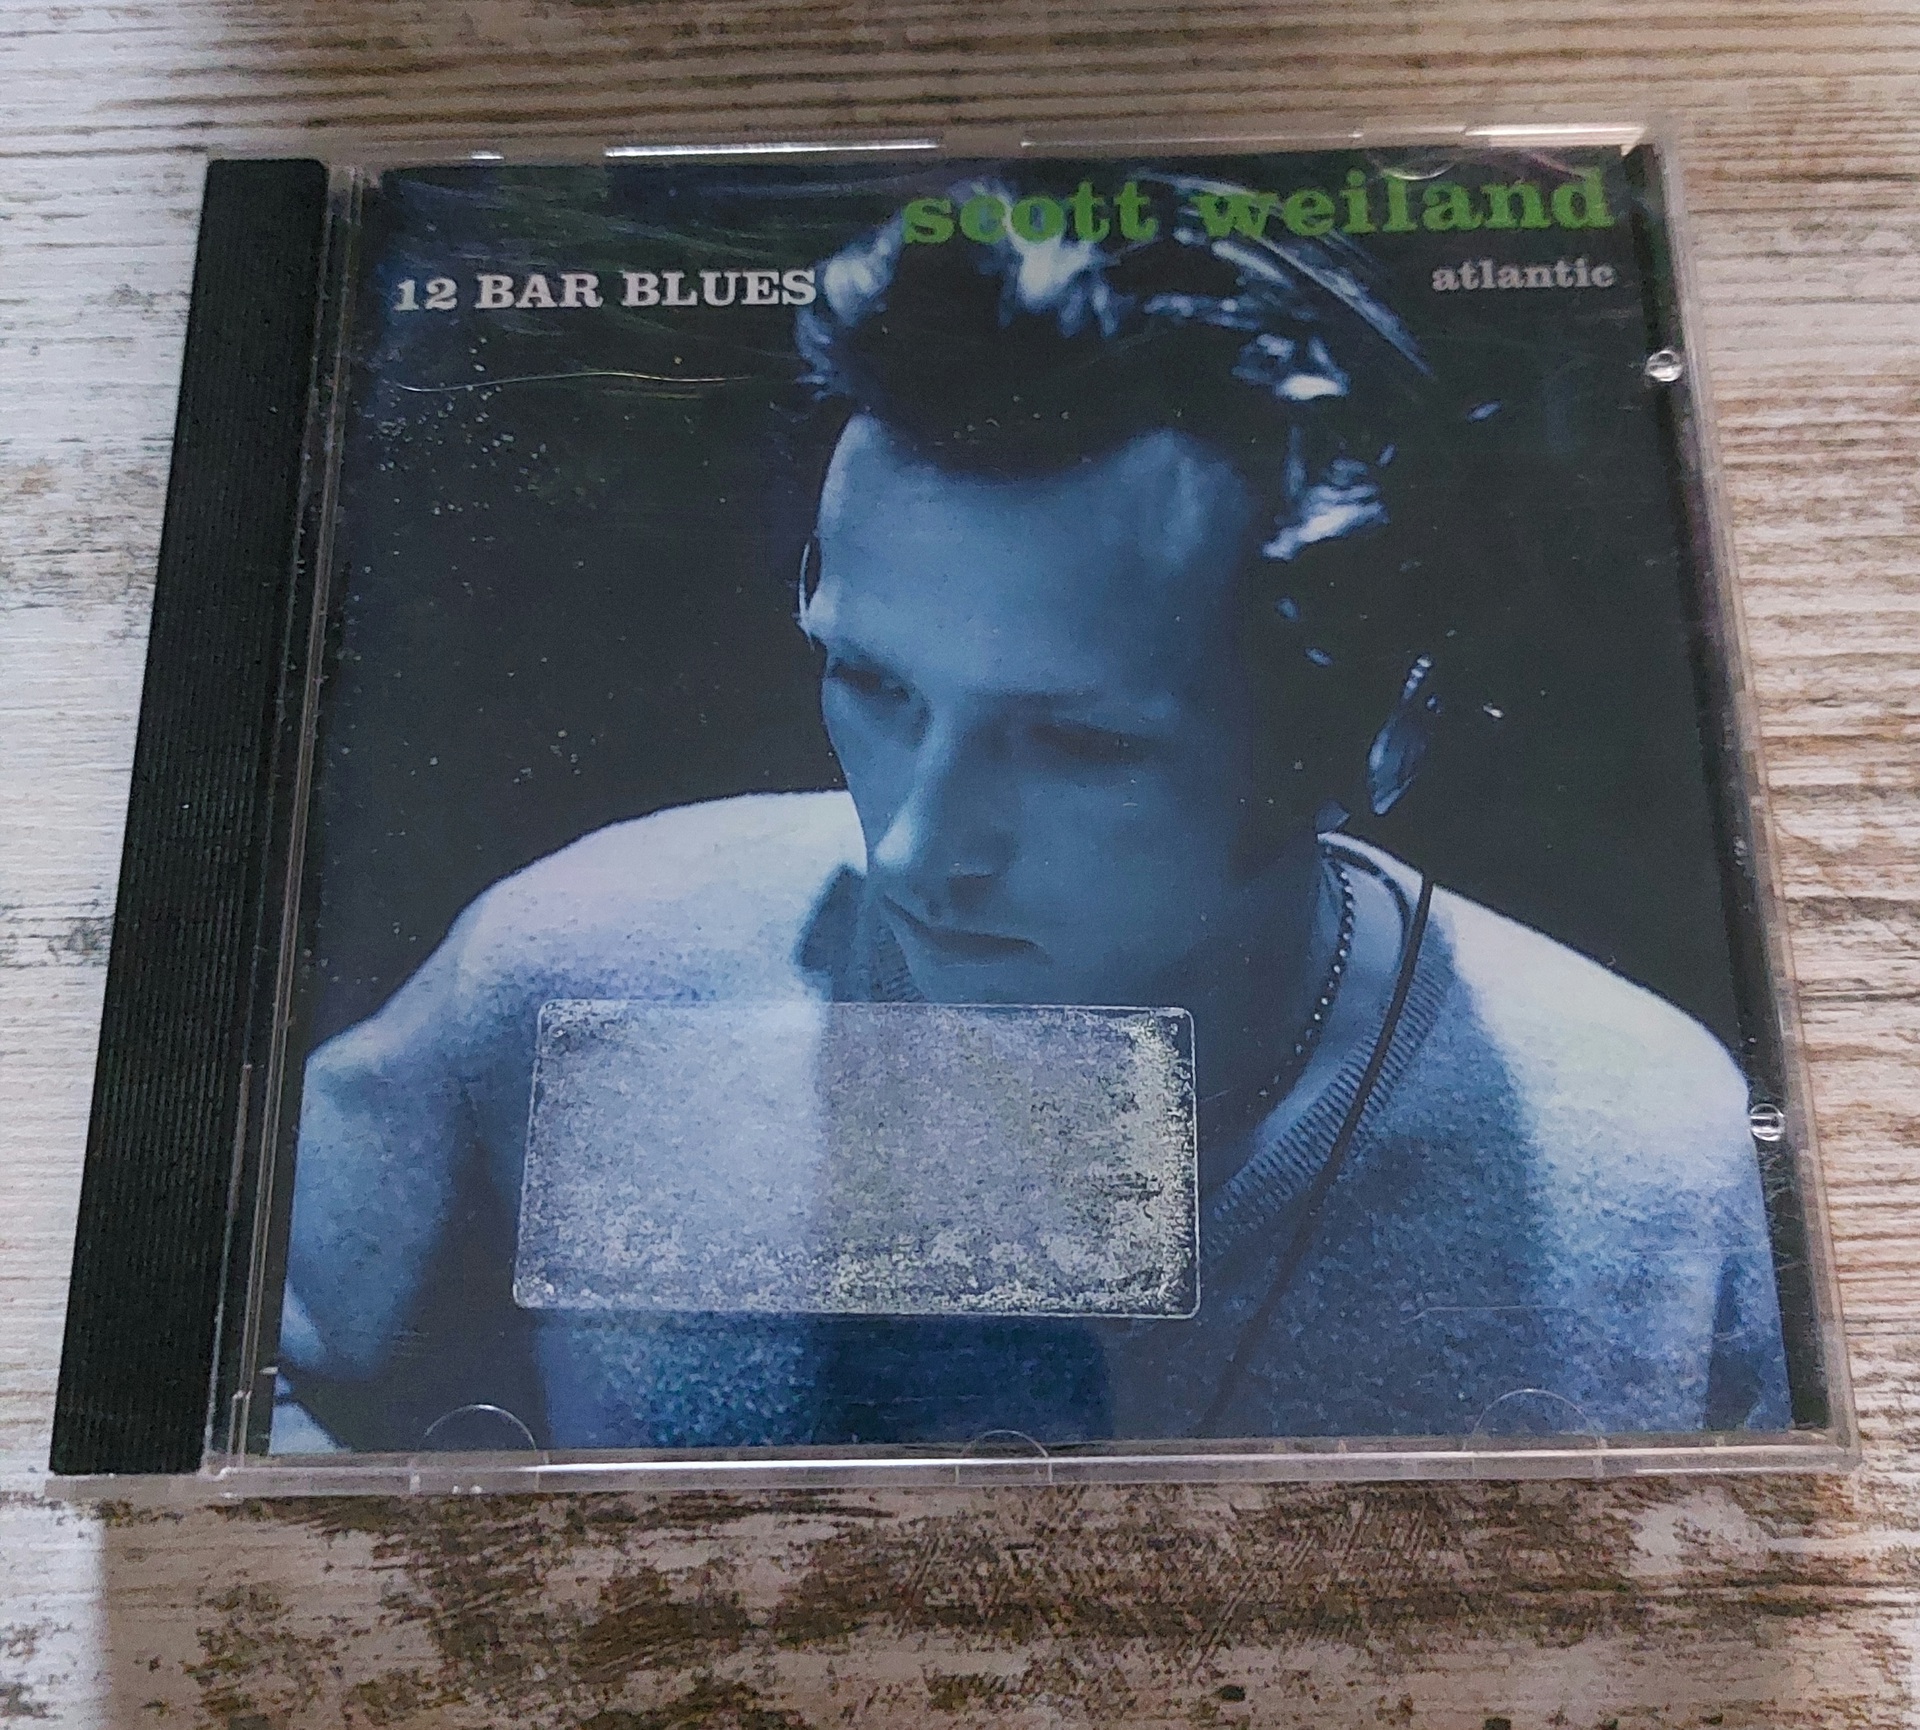 scott weiland
12 BAR BLUES
atlantic